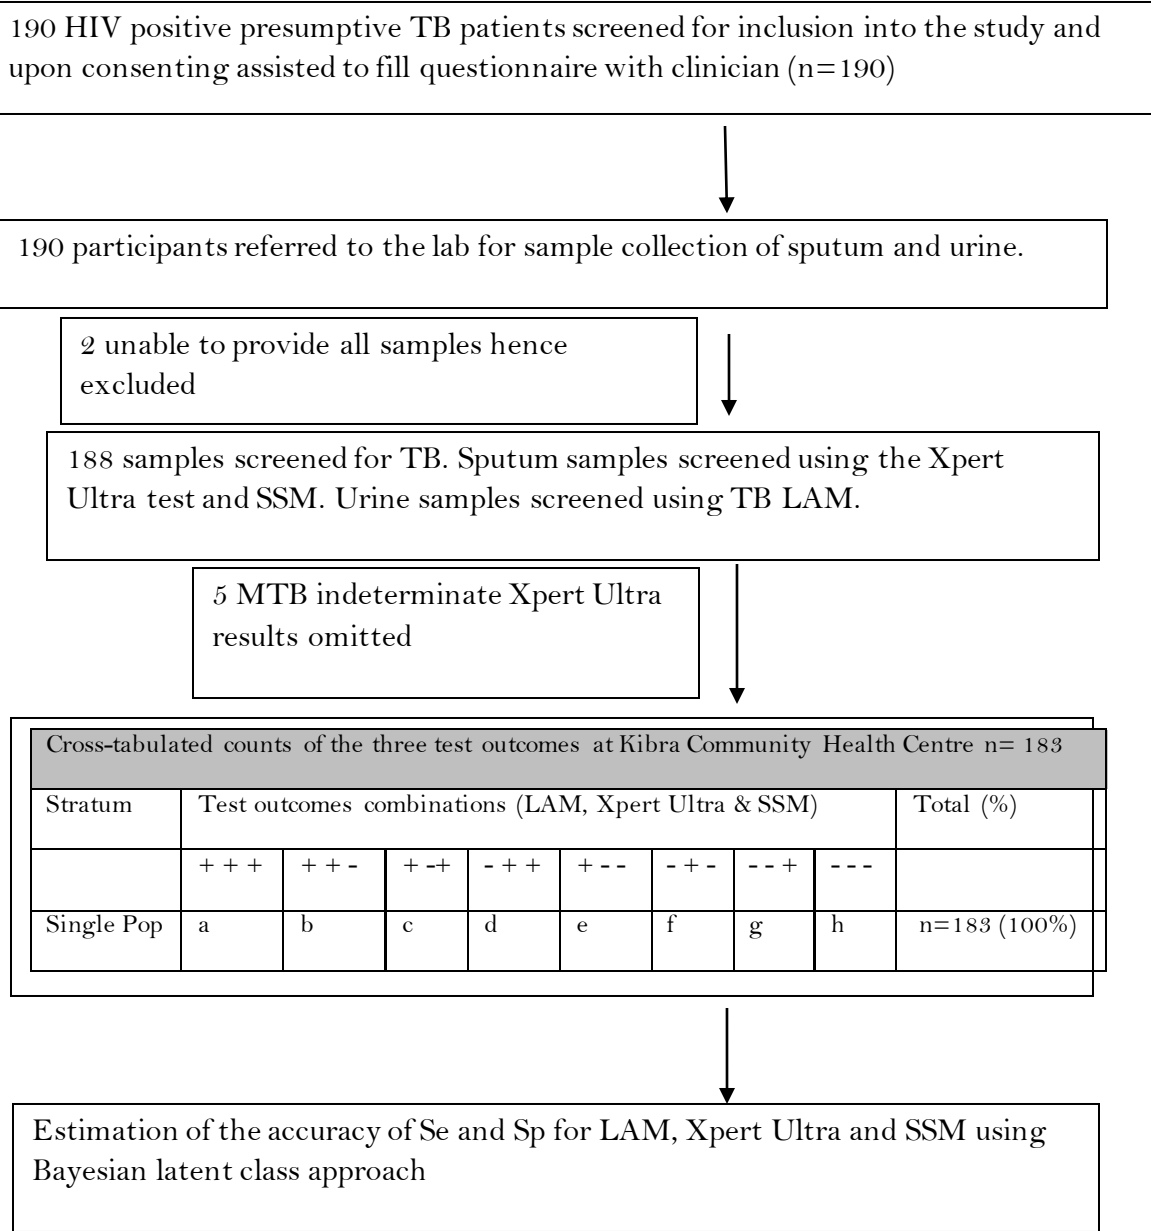 190 HIV positive presumptive TB patients screened for inclusion into the study and
upon consenting assisted to fill questionnaire with clinician (n=190)
190 participants referred to the lab for sample collection of sputum and urine.
2 unable to provide all samples hence
excluded
188 samples screened for TB. Sputum samples screened using the Xpert
Ultra test and SSM. Urine samples screened using TB LAM.
5 MTB indeterminate Xpert Ultra
results omitted
Cross-tabulated counts of the three test outcomes at Kibra Community Health Centre n= 183
Stratum Test outcomes combinations (LAM, Xpert Ultra & SSM) Total (%)
+ + + + + - + -+ - + + + - - - + - - - + - - -
Single Pop a b c d e f g h n=183 (100%)
Estimation of the accuracy of Se and Sp for LAM, Xpert Ultra and SSM using
Bayesian latent class approach